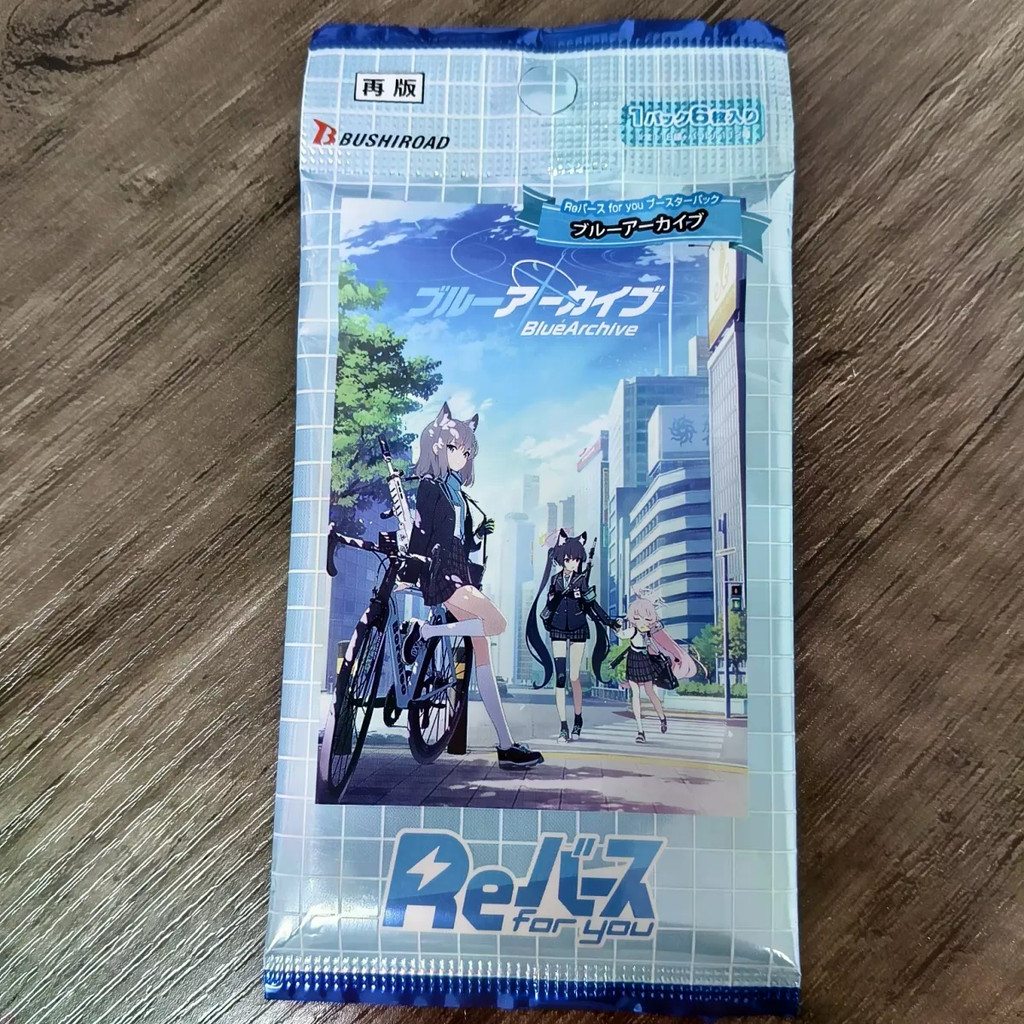 再版
BUSHIROAD
1パック6枚入り
Reバース for you ブースターパック
ブルーアーカイブ
ブルーアーカイブ
BlueArchive
Reバース
for you